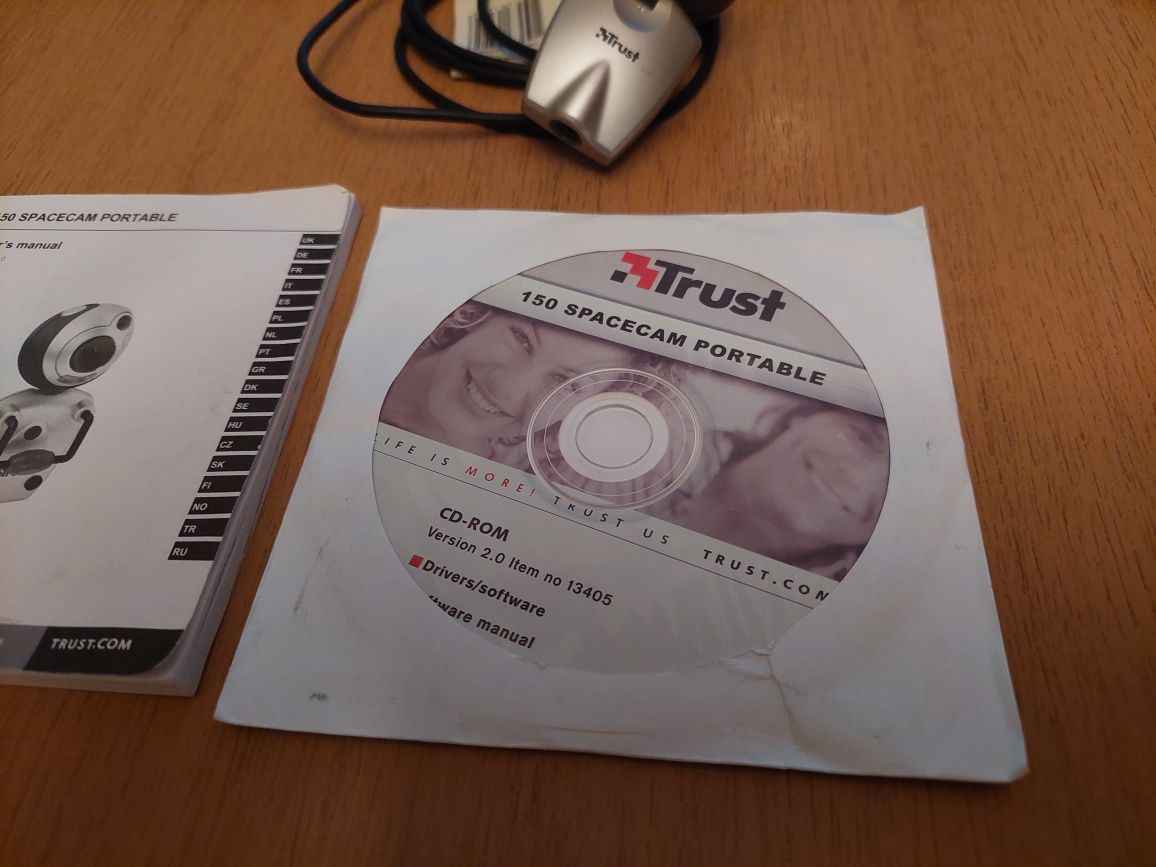 Trust
150 SPACECAM PORTABLE
r's manual
UK
DE
FR
IT
ES
PL
NL
PT
GR
DK
SE
HU
CZ
SK
FI
NO
TR
RU
TRUST.COM
Trust
150 SPACECAM PORTABLE
IFE IS MORE! TRUST US TRUST.COM
CD-ROM
Version 2.0 Item no 13405
Drivers/software
tware manual